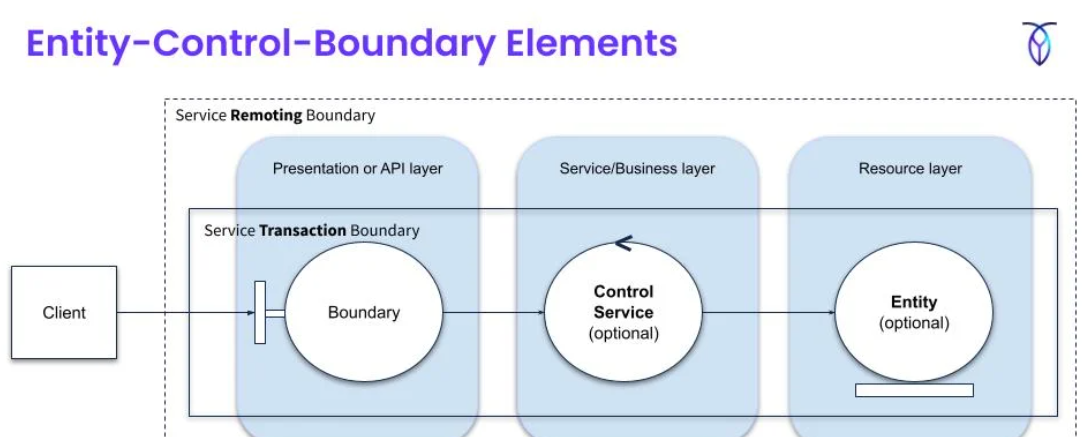 Entity-Control-Boundary Elements
Service Remoting Boundary
Presentation or API layer
Service/Business layer
Resource layer
Service Transaction Boundary
Client
Boundary
Control
Service
(optional)
Entity
(optional)